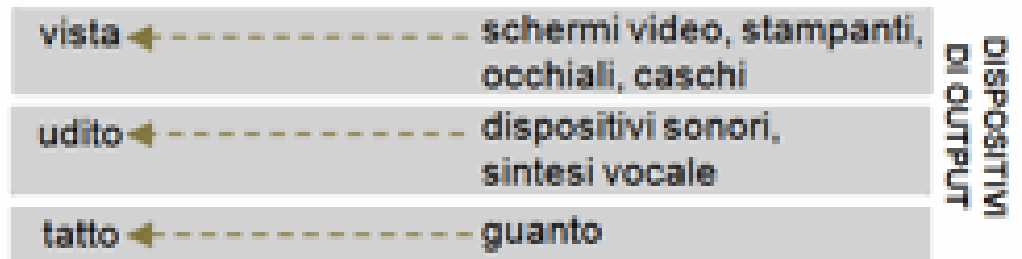 vista schermi video, stampanti,
occhiali, caschi
udito dispositivi sonori,
sintesi vocale
tatto guanto
DISPOSITIVI
DI OUTPUT